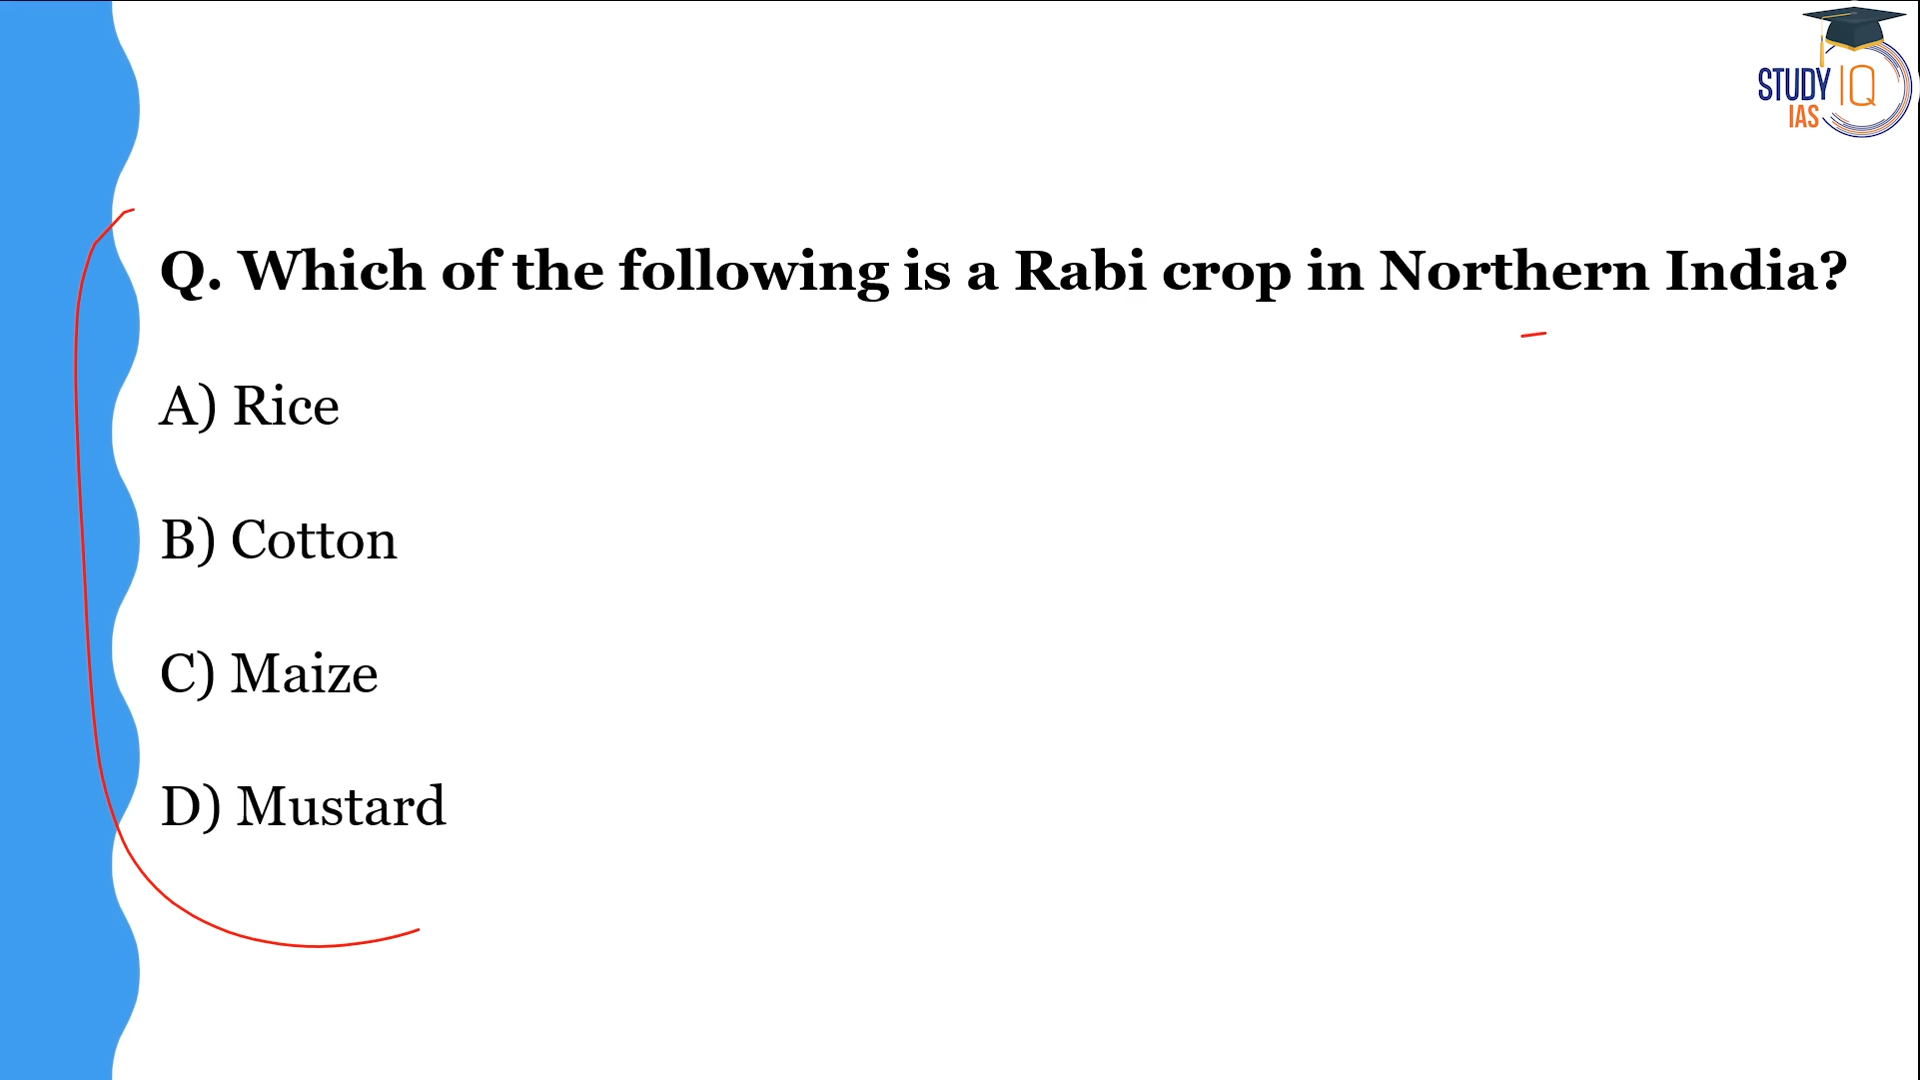 STUDY IQ
IAS
Q. Which of the following is a Rabi crop in Northern India?
A) Rice
B) Cotton
C) Maize
D) Mustard